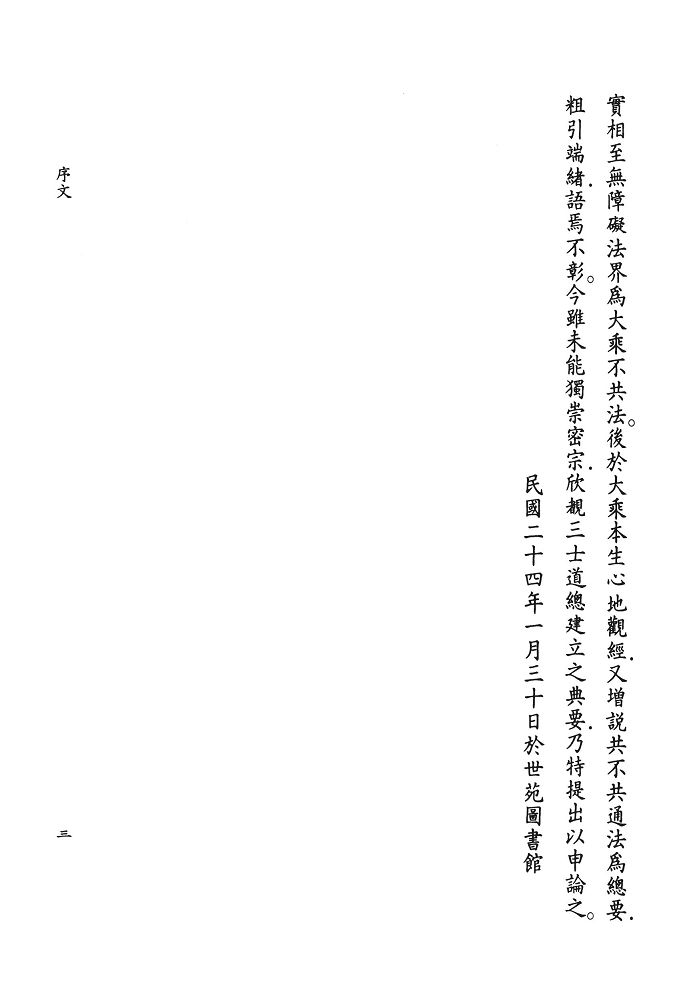 實相至無障礙法界爲大乘不共法。後於大乘本生心地觀經．又增説共不共通法爲總要．
粗引端緒．語焉不彰。今雖未能獨崇密宗．欣覩三士道總建立之典要．乃特提出以申論之。
民國二十四年一月三十日於世苑圖書館
序文
三